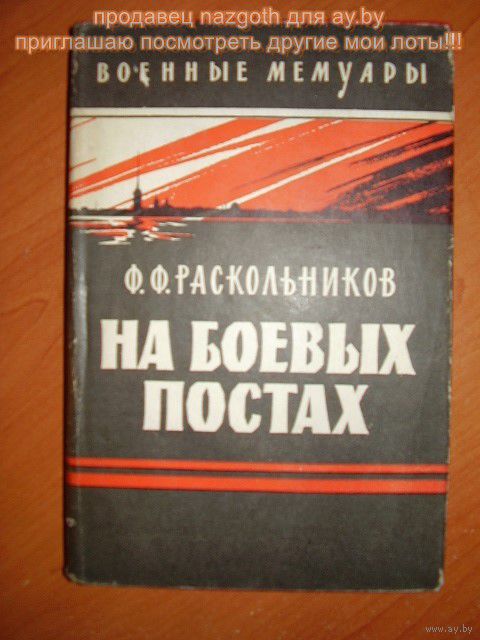 продавец nazgoth для ay.by
приглашаю посмотреть другие мои лоты!!!
ВОЕННЫЕ МЕМУАРЫ
Ф.Ф.РАСКОЛЬНИКОВ
НА БОЕВЫХ
ПОСТАХ
www.ay.by